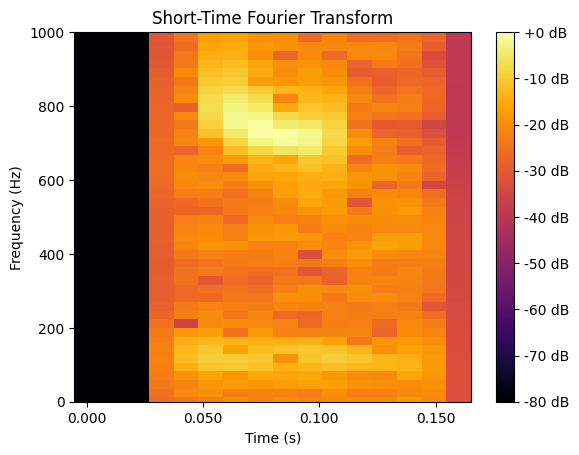 Short-Time Fourier Transform
Frequency (Hz)
1000
800
600
400
200
0
0.000
0.050
0.100
0.150
Time (s)
+0 dB
-10 dB
-20 dB
-30 dB
-40 dB
-50 dB
-60 dB
-70 dB
-80 dB